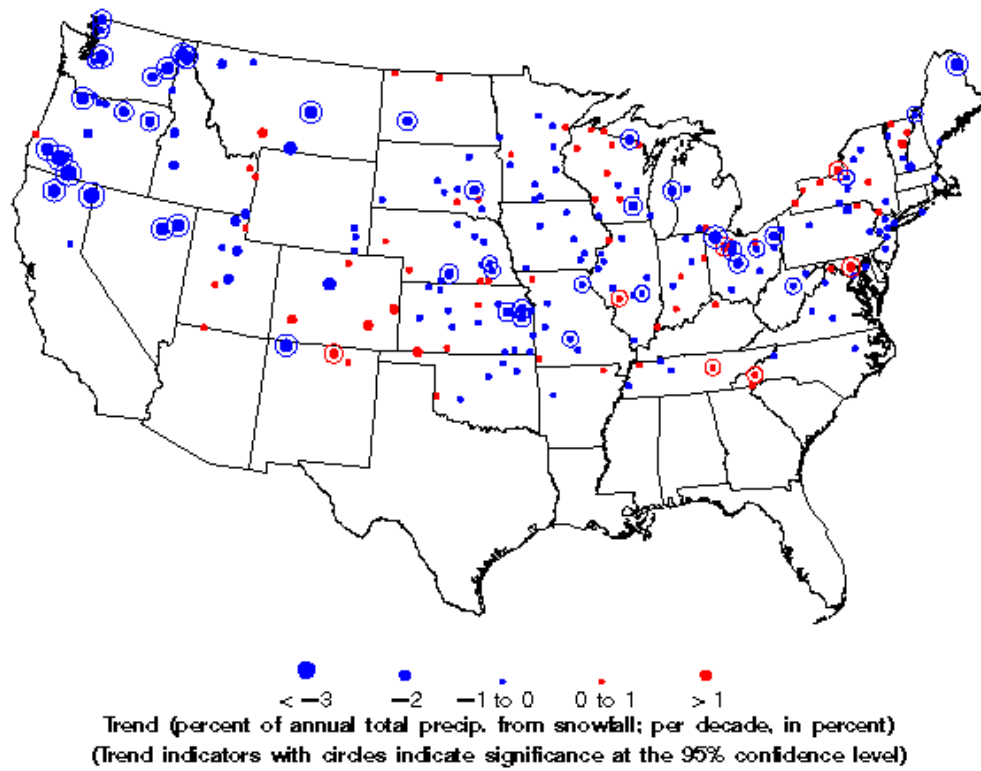 < −3 −2 −1 to 0 0 to 1 > 1
Trend (percent of annual total precip. from snowfall; per decade, in percent)
(Trend indicators with circles indicate significance at the 95% confidence level)